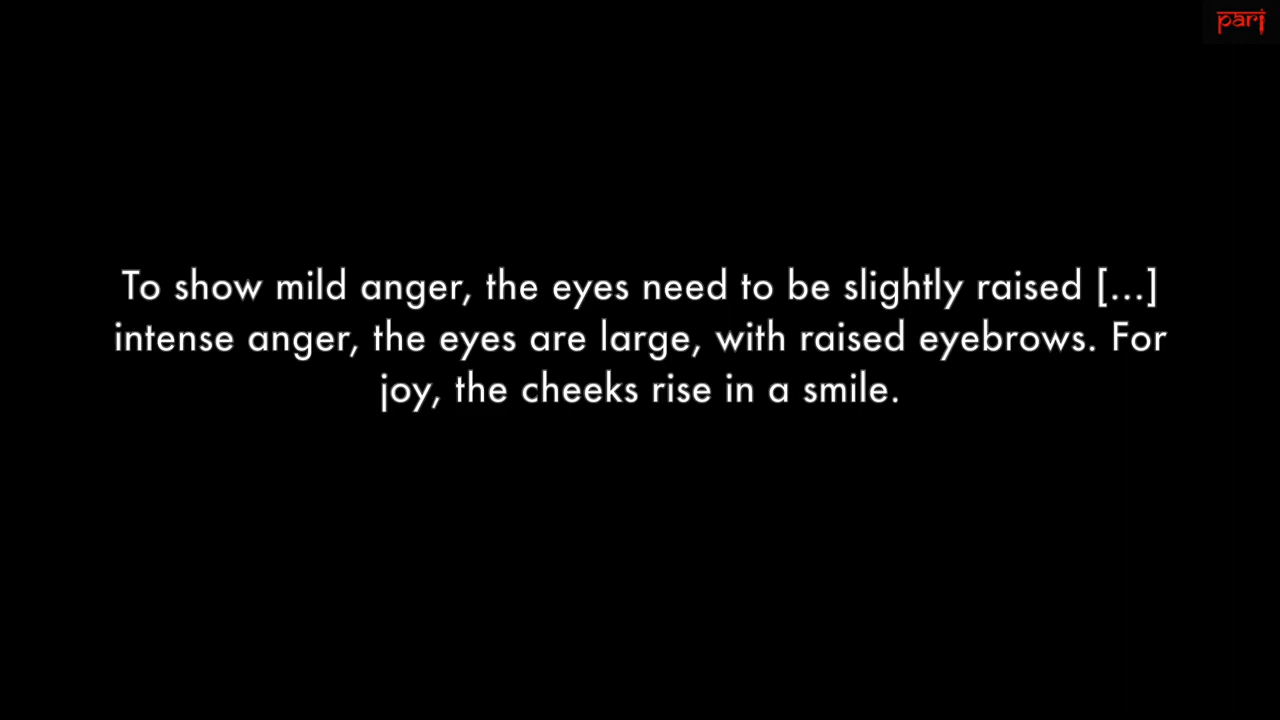 pari
To show mild anger, the eyes need to be slightly raised [...]
intense anger, the eyes are large, with raised eyebrows. For
joy, the cheeks rise in a smile.